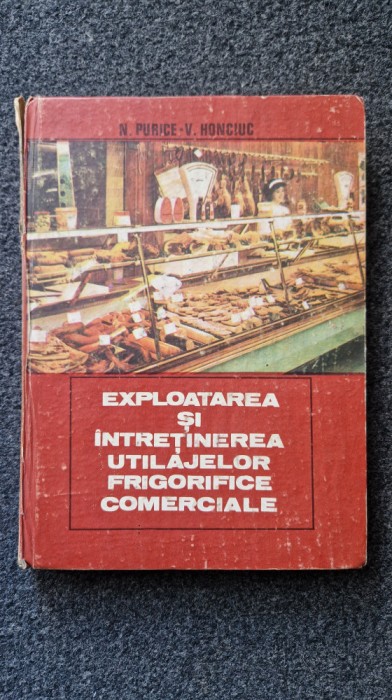 N. PURICE-V. HONCIUC
EXPLOATAREA
ȘI
ÎNTREȚINEREA
UTILAJELOR
FRIGORIFICE
COMERCIALE